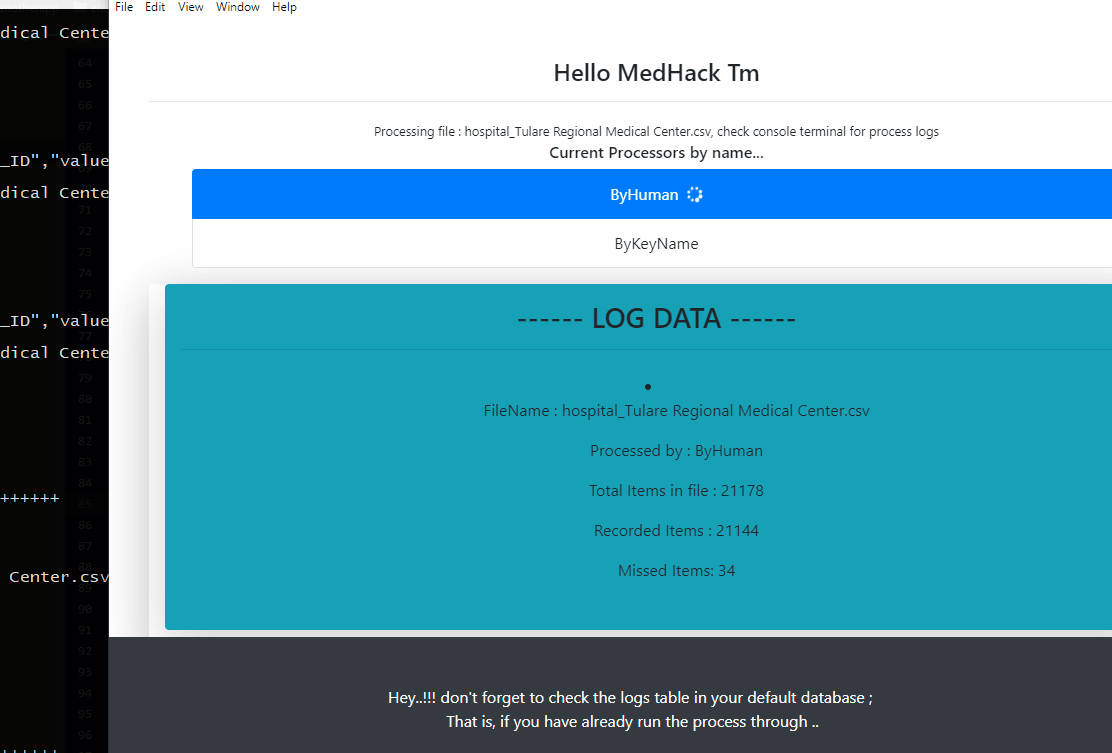 File Edit View Window Help
dical Cente
64
65
66
67
68
_ID","value
dical Cente
71
72
73
74
75
_ID","value
77
dical Cente
79
80
81
82
83
84
++++++
85
86
87
88
Center.csv
89
90
91
92
93
94
95
96
Hello MedHack Tm
Processing file : hospital_Tulare Regional Medical Center.csv, check console terminal for process logs
Current Processors by name...
ByHuman
ByKeyName
------ LOG DATA ------
•
FileName : hospital_Tulare Regional Medical Center.csv
Processed by : ByHuman
Total Items in file : 21178
Recorded Items : 21144
Missed Items: 34
Hey..!!! don't forget to check the logs table in your default database ;
That is, if you have already run the process through ..